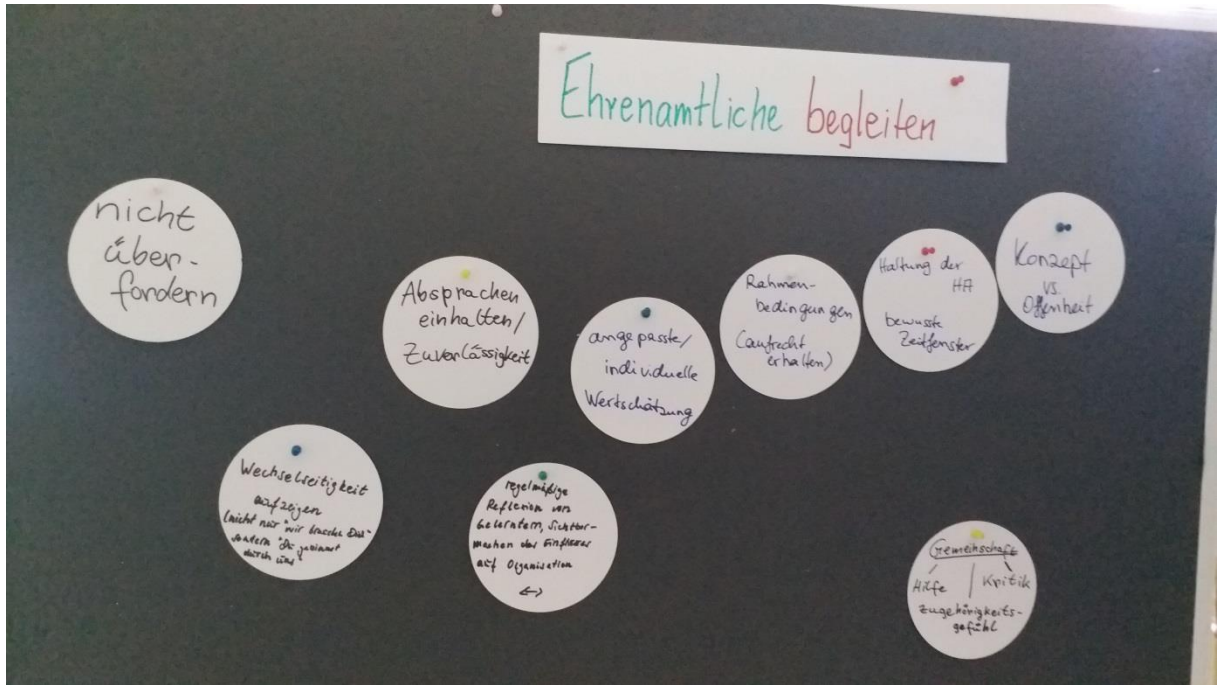 Ehrenamtliche begleiten
nicht
über-
fordern
Absprachen
einhalten/
Zuverlässigkeit
angepasste/
individuelle
Wertschätzung
Rahmen-
bedingungen
(aufrecht
erhalten)
Haltung der
HA
bewusste
Zeitfenster
Konzept
vs.
Offenheit
Wechselseitigkeit
aufzeigen
(nicht nur "wir brauche Dich"
sondern "Du gewinnst
durch uns"
regelmäßige
Reflexion von
Gelerntem, Sichtbar-
machen des Einflusses
auf Organisation
<->
Gemeinschaft
Hilfe | Kritik
Zugehörigkeits-
gefühl